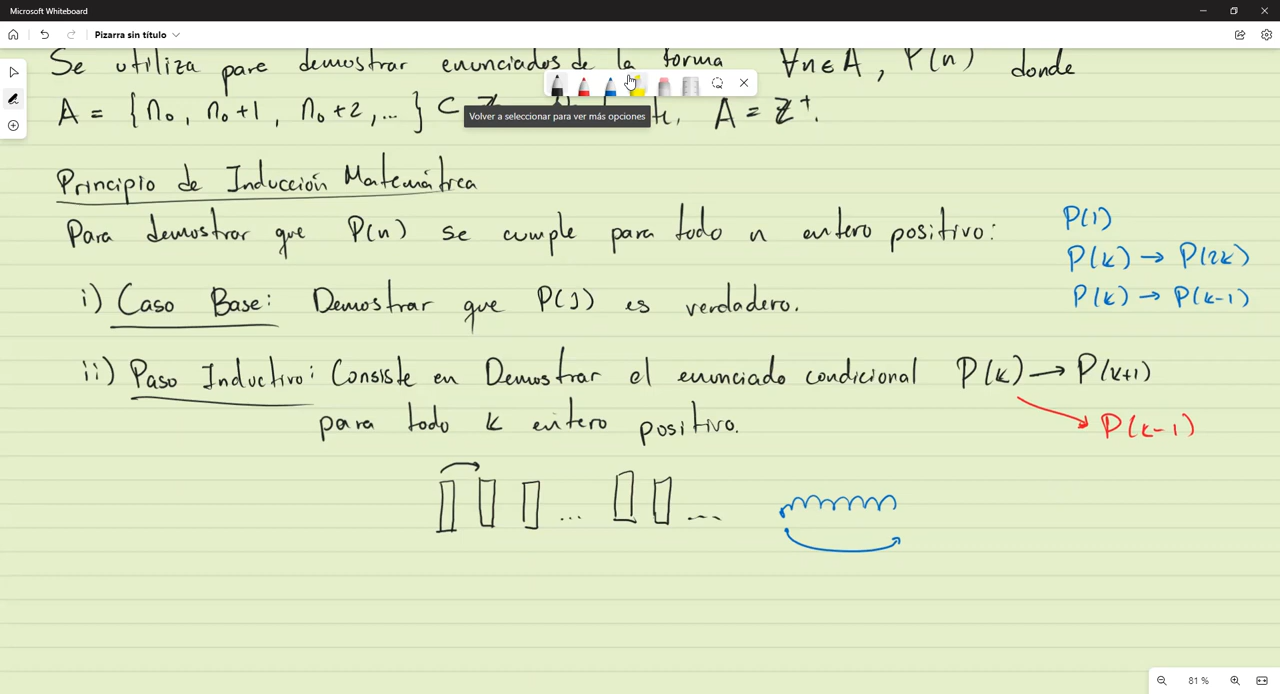 Microsoft Whiteboard
Pizarra sin título
Se utiliza para demostrar enunciados de la forma ∀n∈A, P(n) donde
A = {n₀, n₀+1, n₀+2, ...} ⊂ A = Z⁺.
Volver a seleccionar para ver más opciones
Principio de Inducción Matemática
Para demostrar que P(n) se cumple para todo n entero positivo:
P(1)
P(k) → P(2k)
P(k) → P(k-1)
i) Caso Base: Demostrar que P(1) es verdadero.
ii) Paso Inductivo: Consiste en Demostrar el enunciado condicional P(k) → P(k+1)
para todo k entero positivo.
P(k-1)
... ...
81 %